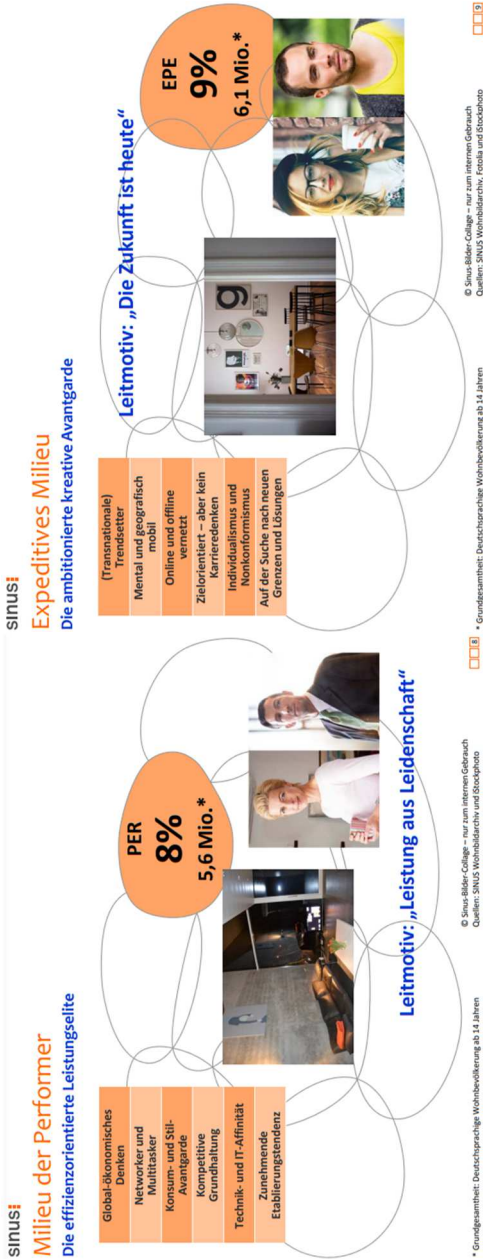 sinus:
Milieu der Performer
Die effizienzorientierte Leistungselite
Global-ökonomisches
Denken
Networker und
Multitasker
Konsum- und Stil-
Avantgarde
Kompetitive
Grundhaltung
Technik- und IT-Affinität
Zunehmende
Etablierungstendenz
PER
8%
5,6 Mio.*
Leitmotiv: „Leistung aus Leidenschaft“
© Sinus-Bilder-Collage – nur zum internen Gebrauch
Quellen: SINUS Wohnbildarchiv und iStockphoto
* Grundgesamtheit: Deutschsprachige Wohnbevölkerung ab 14 Jahren
8
sinus:
Expeditives Milieu
Die ambitionierte kreative Avantgarde
Leitmotiv: „Die Zukunft ist heute“
(Transnationale)
Trendsetter
Mental und geografisch
mobil
Online und offline
vernetzt
Zielorientiert – aber kein
Karrieredenken
Individualismus und
Nonkonformismus
Auf der Suche nach neuen
Grenzen und Lösungen
EPE
9%
6,1 Mio.*
© Sinus-Bilder-Collage – nur zum internen Gebrauch
Quellen: SINUS Wohnbildarchiv, Fotolia und iStockphoto
* Grundgesamtheit: Deutschsprachige Wohnbevölkerung ab 14 Jahren
9